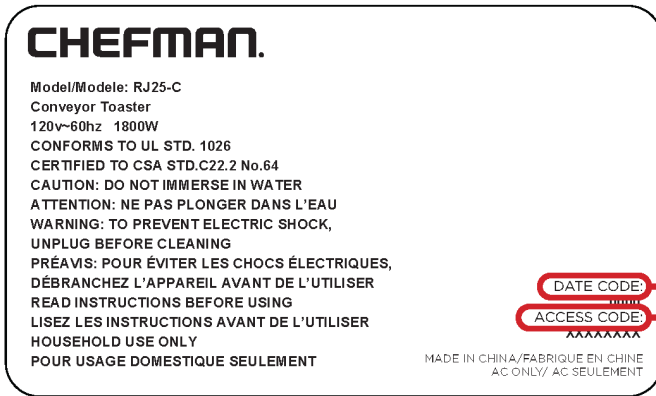 CHEFMAN.
Model/Modele: RJ25-C
Conveyor Toaster
120v~60hz 1800W
CONFORMS TO UL STD. 1026
CERTIFIED TO CSA STD.C22.2 No.64
CAUTION: DO NOT IMMERSE IN WATER
ATTENTION: NE PAS PLONGER DANS L'EAU
WARNING: TO PREVENT ELECTRIC SHOCK,
UNPLUG BEFORE CLEANING
PRÉAVIS: POUR ÉVITER LES CHOCS ÉLECTRIQUES,
DÉBRANCHEZ L'APPAREIL AVANT DE L'UTILISER
READ INSTRUCTIONS BEFORE USING
LISEZ LES INSTRUCTIONS AVANT DE L'UTILISER
HOUSEHOLD USE ONLY
POUR USAGE DOMESTIQUE SEULEMENT
DATE CODE:
ACCESS CODE:
XXXXXXXX
MADE IN CHINA/FABRIQUE EN CHINE
AC ONLY/ AC SEULEMENT